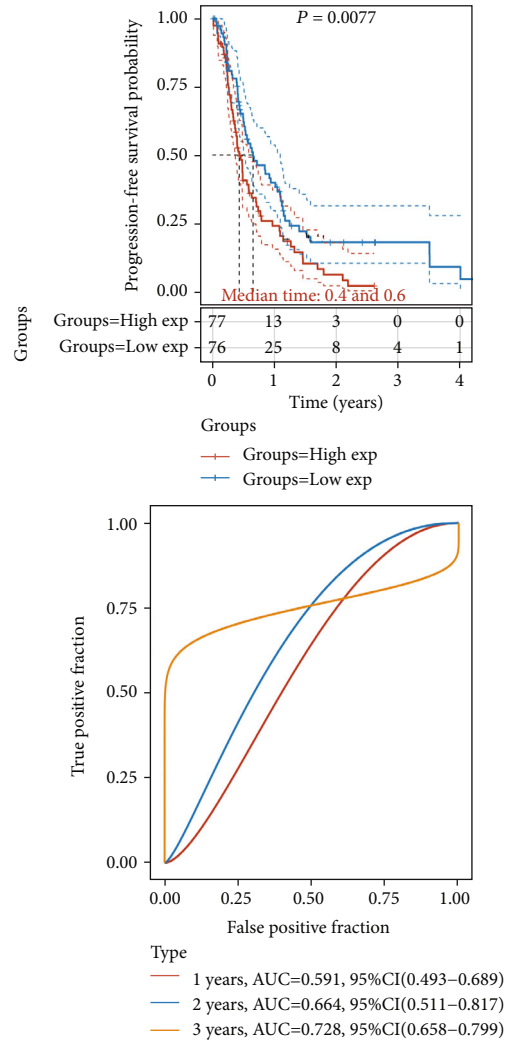 P = 0.0077
Progression-free survival probability
1.00
0.75
0.50
0.25
0.00
Median time: 0.4 and 0.6
Groups
Groups=High exp 77 13 3 0 0
Groups=Low exp 76 25 8 4 1
0 1 2 3 4
Time (years)
Groups
Groups=High exp
Groups=Low exp
True positive fraction
1.00
0.75
0.50
0.25
0.00
0.00 0.25 0.50 0.75 1.00
False positive fraction
Type
1 years, AUC=0.591, 95%CI(0.493−0.689)
2 years, AUC=0.664, 95%CI(0.511−0.817)
3 years, AUC=0.728, 95%CI(0.658−0.799)